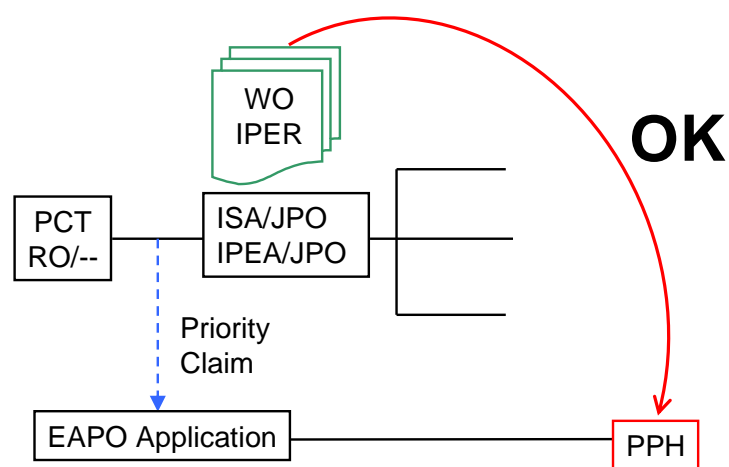 WO
IPER
OK
PCT
RO/--
ISA/JPO
IPEA/JPO
Priority
Claim
EAPO Application
PPH